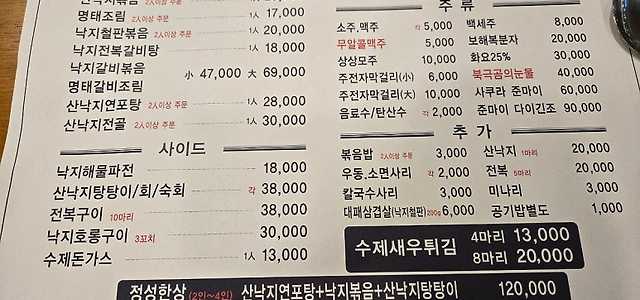 명태조림 2인이상 주문 1人 17,000
낙지철판볶음 2인이상 주문 1人 20,000
낙지전복갈비탕 1人 18,000
낙지갈비볶음 小 47,000 大 69,000
명태갈비조림
산낙지연포탕 2인이상 주문 1人 28,000
산낙지전골 2인이상 주문 1人 30,000
사이드
낙지해물파전 18,000
산낙지탕탕이/회/숙회 각 38,000
전복구이 10마리 38,000
낙지호롱구이 3꼬치 30,000
수제돈가스 1人 13,000
주 류
소주,맥주 각 5,000
무알콜맥주 5,000
상상모주 10,000
주전자막걸리(小) 6,000
주전자막걸리(大) 10,000
음료수/탄산수 각 2,000
백세주 8,000
보해복분자 20,000
화요25% 30,000
북극곰의눈물 40,000
사쿠라 준마이 60,000
준마이 다이긴조 90,000
추 가
볶음밥 2인이상 주문 3,000
우동,소면사리 각 2,000
칼국수사리 3,000
대패삼겹살(낙지철판) 200g 6,000
산낙지 1마리 20,000
전복 5마리 20,000
미나리 3,000
공기밥별도 1,000
수제새우튀김 4마리 13,000
8마리 20,000
정성한상 (2인~4인) 산낙지연포탕+낙지볶음+산낙지탕탕이 120,000